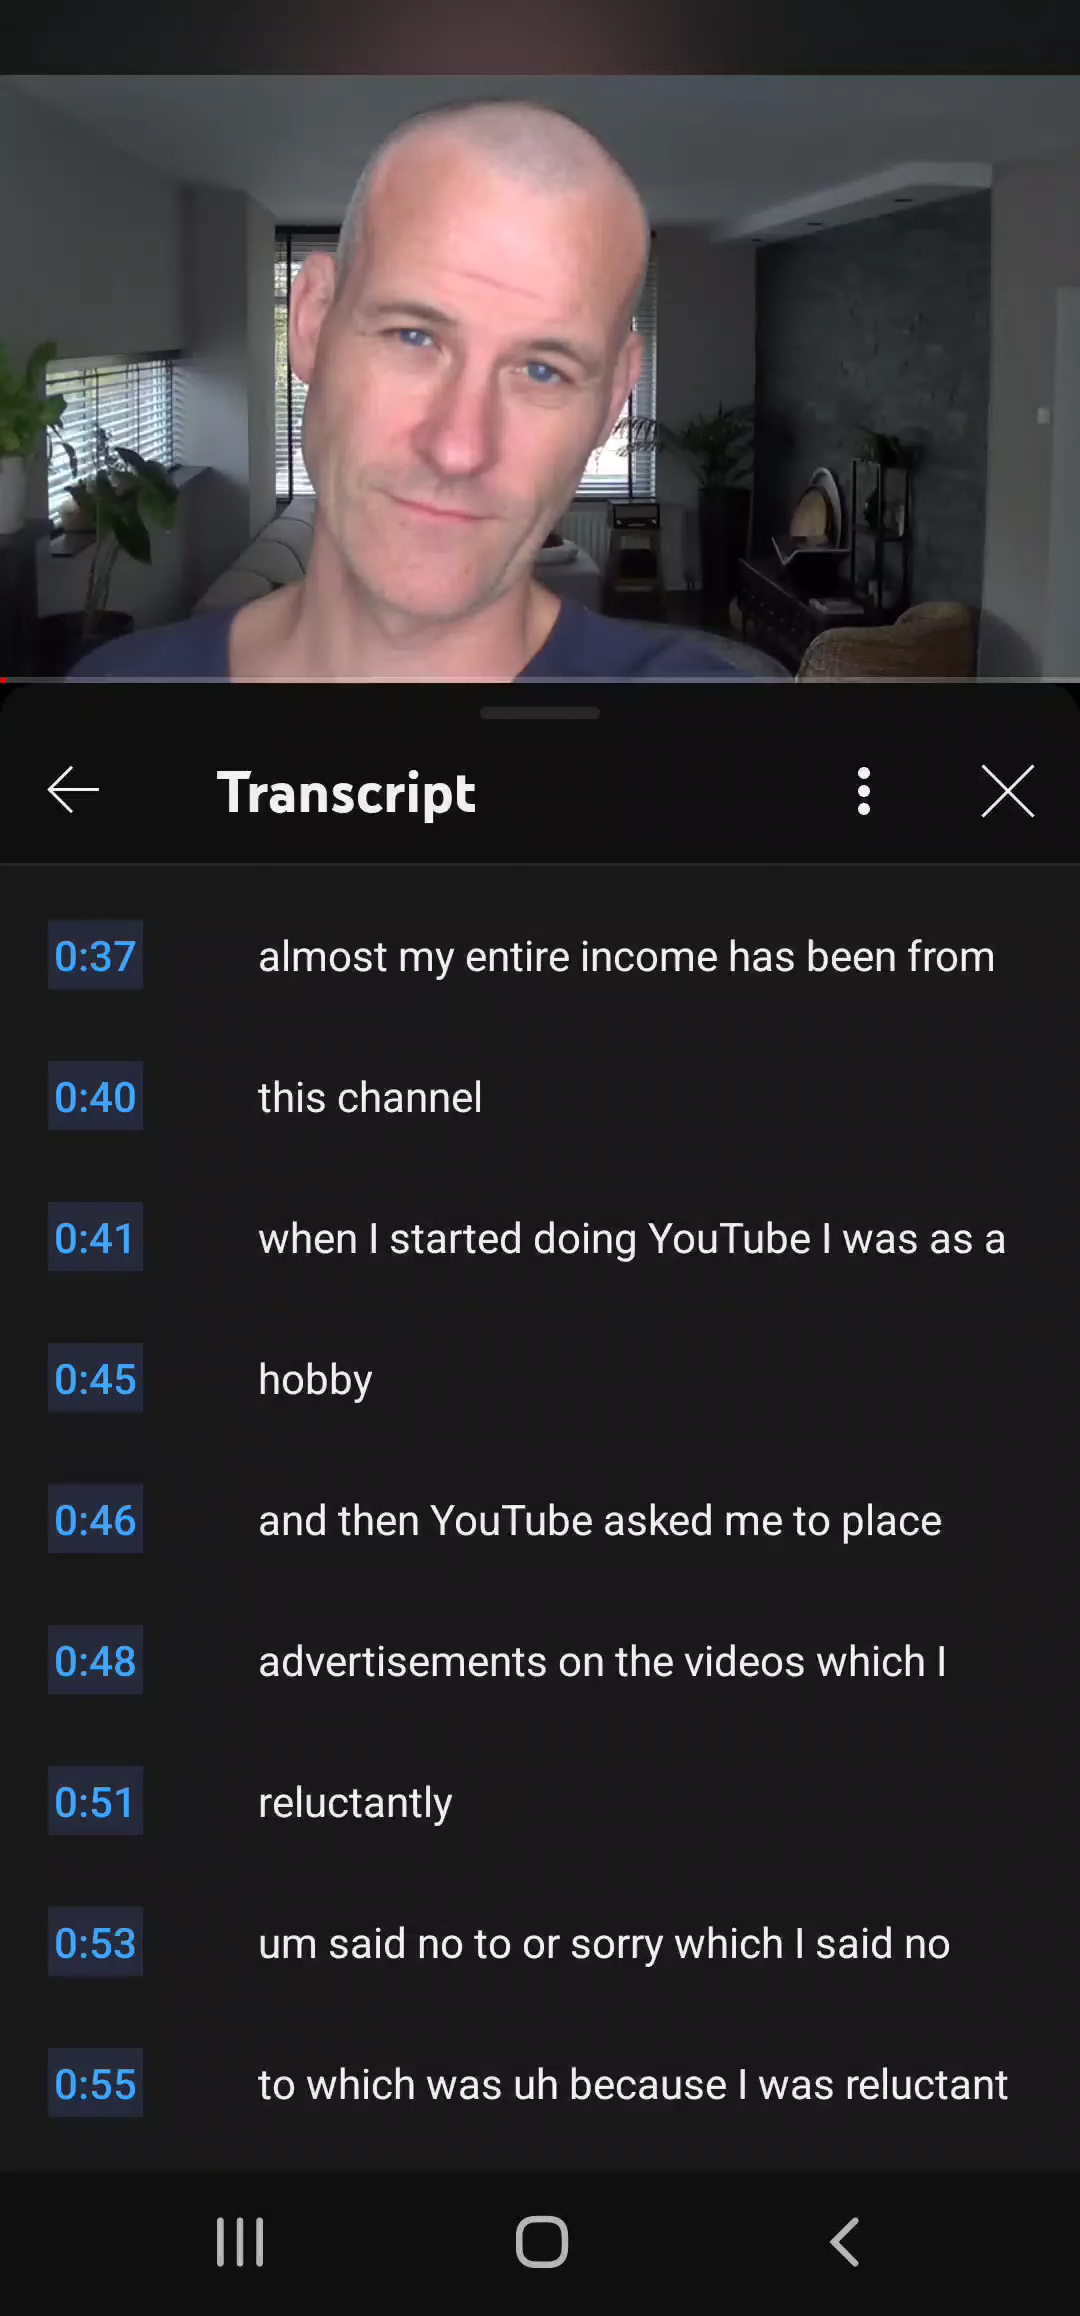 Transcript
0:37 almost my entire income has been from
0:40 this channel
0:41 when I started doing YouTube I was as a
0:45 hobby
0:46 and then YouTube asked me to place
0:48 advertisements on the videos which I
0:51 reluctantly
0:53 um said no to or sorry which I said no
0:55 to which was uh because I was reluctant